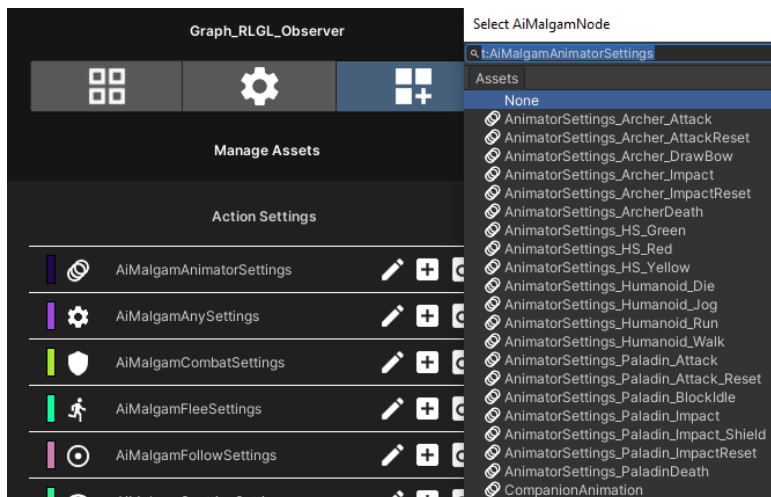 Graph_RLGL_Observer
Manage Assets
Action Settings
AiMalgamAnimatorSettings
AiMalgamAnySettings
AiMalgamCombatSettings
AiMalgamFleeSettings
AiMalgamFollowSettings
Select AiMalgamNode
t:AiMalgamAnimatorSettings
Assets
None
AnimatorSettings_Archer_Attack
AnimatorSettings_Archer_AttackReset
AnimatorSettings_Archer_DrawBow
AnimatorSettings_Archer_Impact
AnimatorSettings_Archer_ImpactReset
AnimatorSettings_ArcherDeath
AnimatorSettings_HS_Green
AnimatorSettings_HS_Red
AnimatorSettings_HS_Yellow
AnimatorSettings_Humanoid_Die
AnimatorSettings_Humanoid_Jog
AnimatorSettings_Humanoid_Run
AnimatorSettings_Humanoid_Walk
AnimatorSettings_Paladin_Attack
AnimatorSettings_Paladin_Attack_Reset
AnimatorSettings_Paladin_BlockIdle
AnimatorSettings_Paladin_Impact
AnimatorSettings_Paladin_Impact_Shield
AnimatorSettings_Paladin_ImpactReset
AnimatorSettings_PaladinDeath
CompanionAnimation